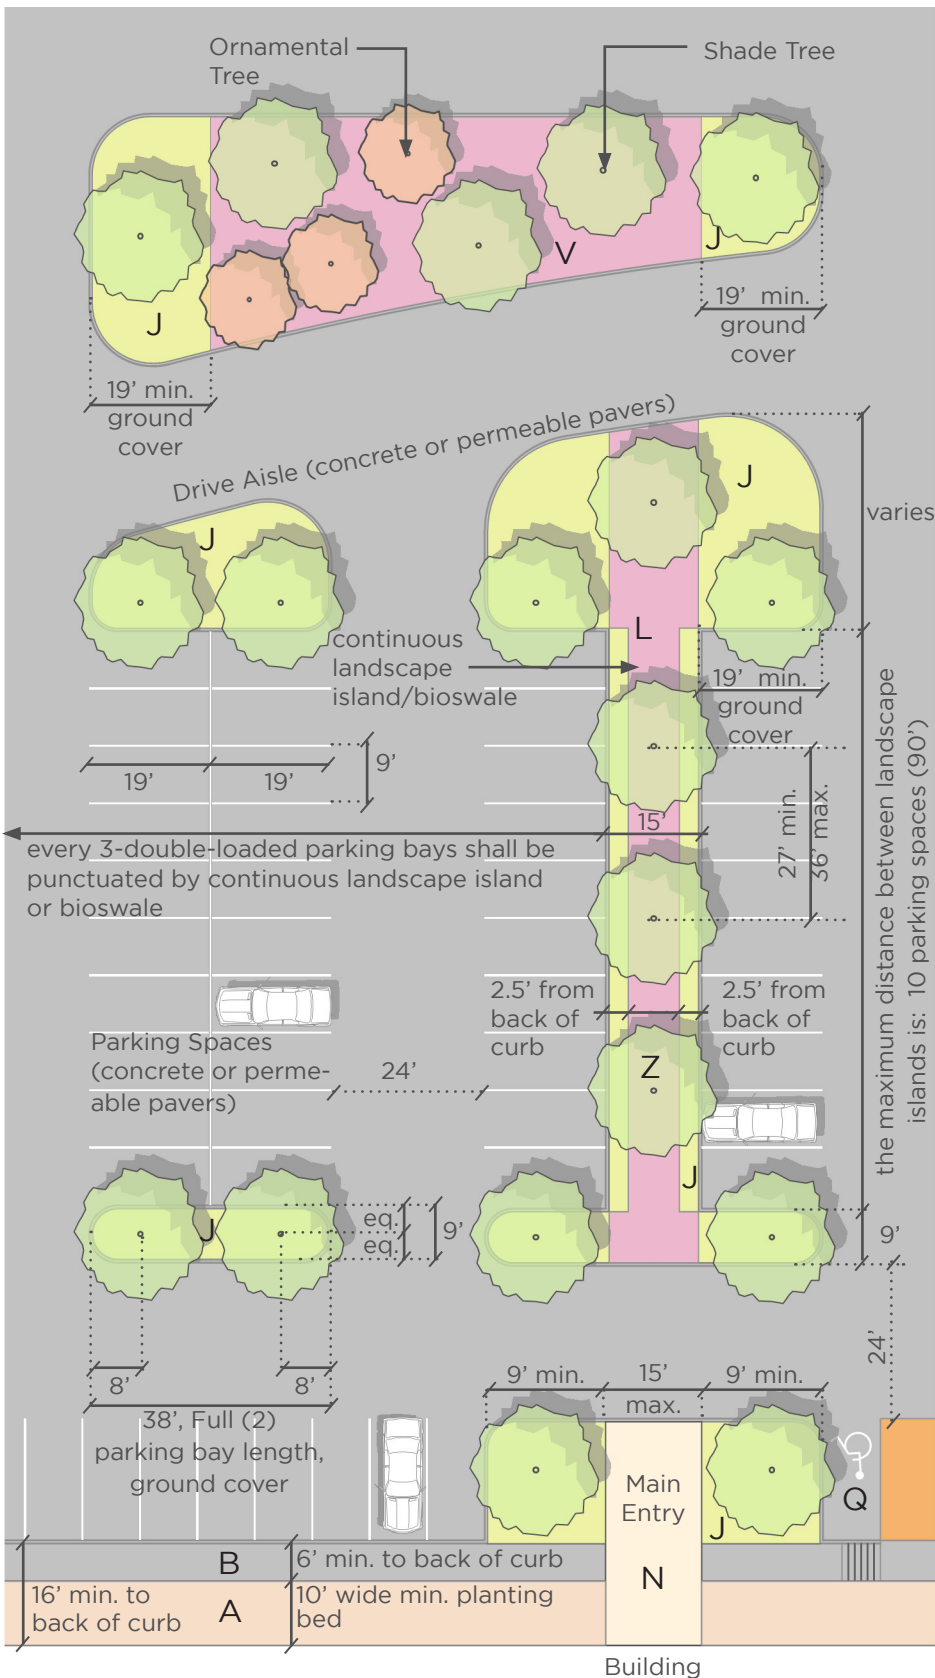 Ornamental
Tree
Shade Tree
V
J
J
19' min.
ground
cover
19' min.
ground
cover
Drive Aisle (concrete or permeable pavers)
J
J
varies
L
continuous
landscape
island/bioswale
19' min.
ground
cover
19'
19'
9'
27' min.
36' max.
the maximum distance between landscape
islands is: 10 parking spaces (90')
15'
every 3-double-loaded parking bays shall be
punctuated by continuous landscape island
or bioswale
2.5' from
back of
curb
2.5' from
back of
curb
Parking Spaces
(concrete or perme-
able pavers)
24'
Z
J
J
eq.
eq.
9'
9'
24'
8'
8'
38', Full (2)
parking bay length,
ground cover
9' min.
15'
max.
9' min.
Main
Entry
J
Q
B
6' min. to back of curb
N
16' min. to
back of curb
A
10' wide min. planting
bed
Building